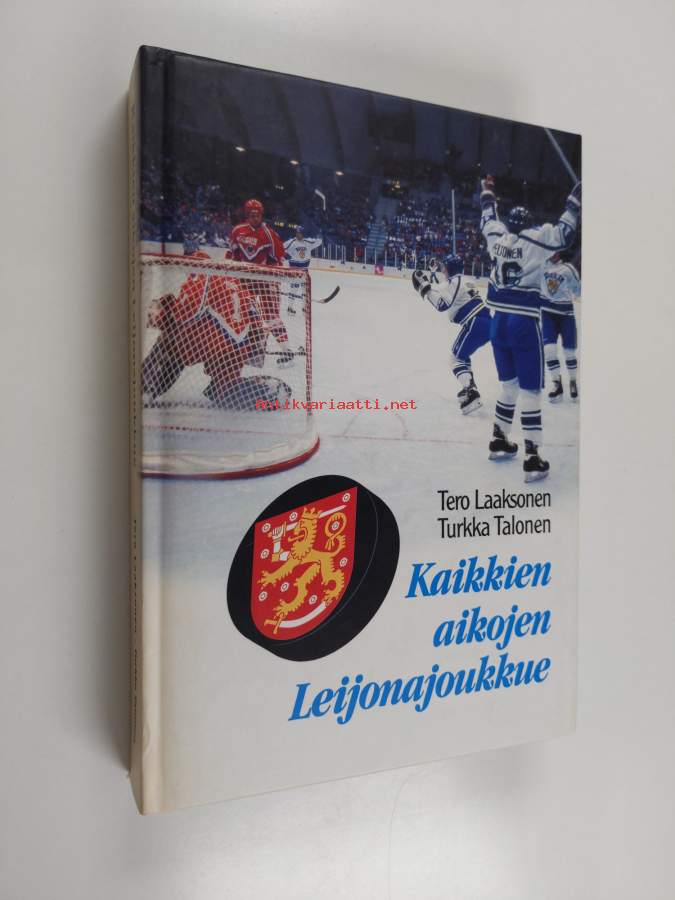 antikvariaatti.net
Tero Laaksonen
Turkka Talonen
Kaikkien
aikojen
Leijonajoukkue